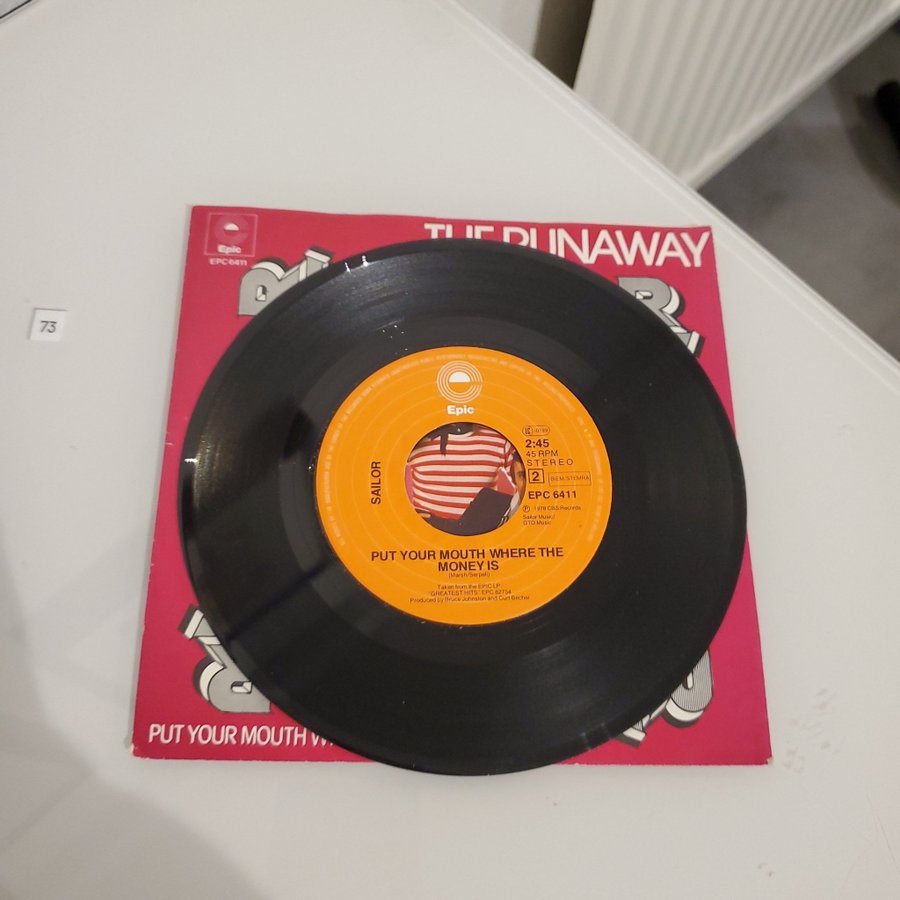 Epic
EPC 6411
THE RUNAWAY
73
Epic
2:45
45 RPM
STEREO
2
BIEM/STEMRA
EPC 6411
℗ 1978 CBS Records
Sailor Music/
GTO Music
SAILOR
PUT YOUR MOUTH WHERE THE
MONEY IS
(Marsh/Serpell)
Taken from the EPIC LP
"GREATEST HITS" EPC 82754
Produced by Bruce Johnston and Curt Becher
PUT YOUR MOUTH